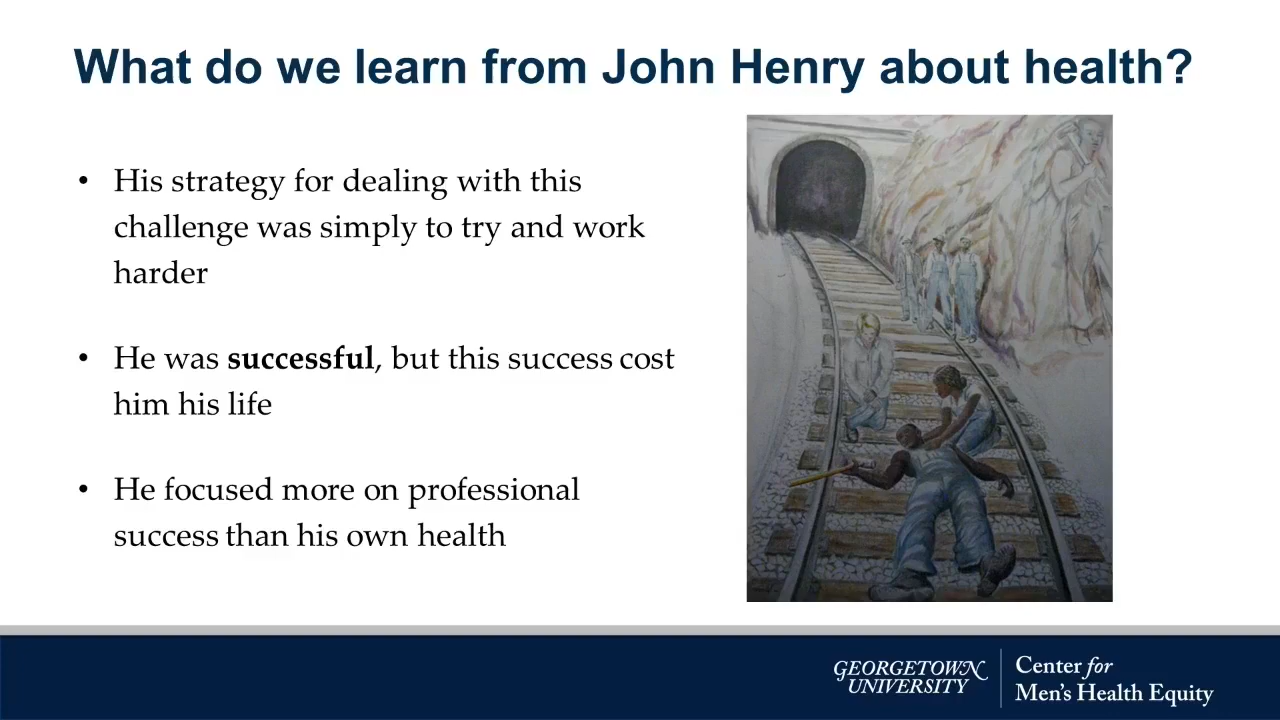 What do we learn from John Henry about health?
• His strategy for dealing with this
challenge was simply to try and work
harder
• He was successful, but this success cost
him his life
• He focused more on professional
success than his own health
GEORGETOWN
UNIVERSITY
Center for
Men's Health Equity